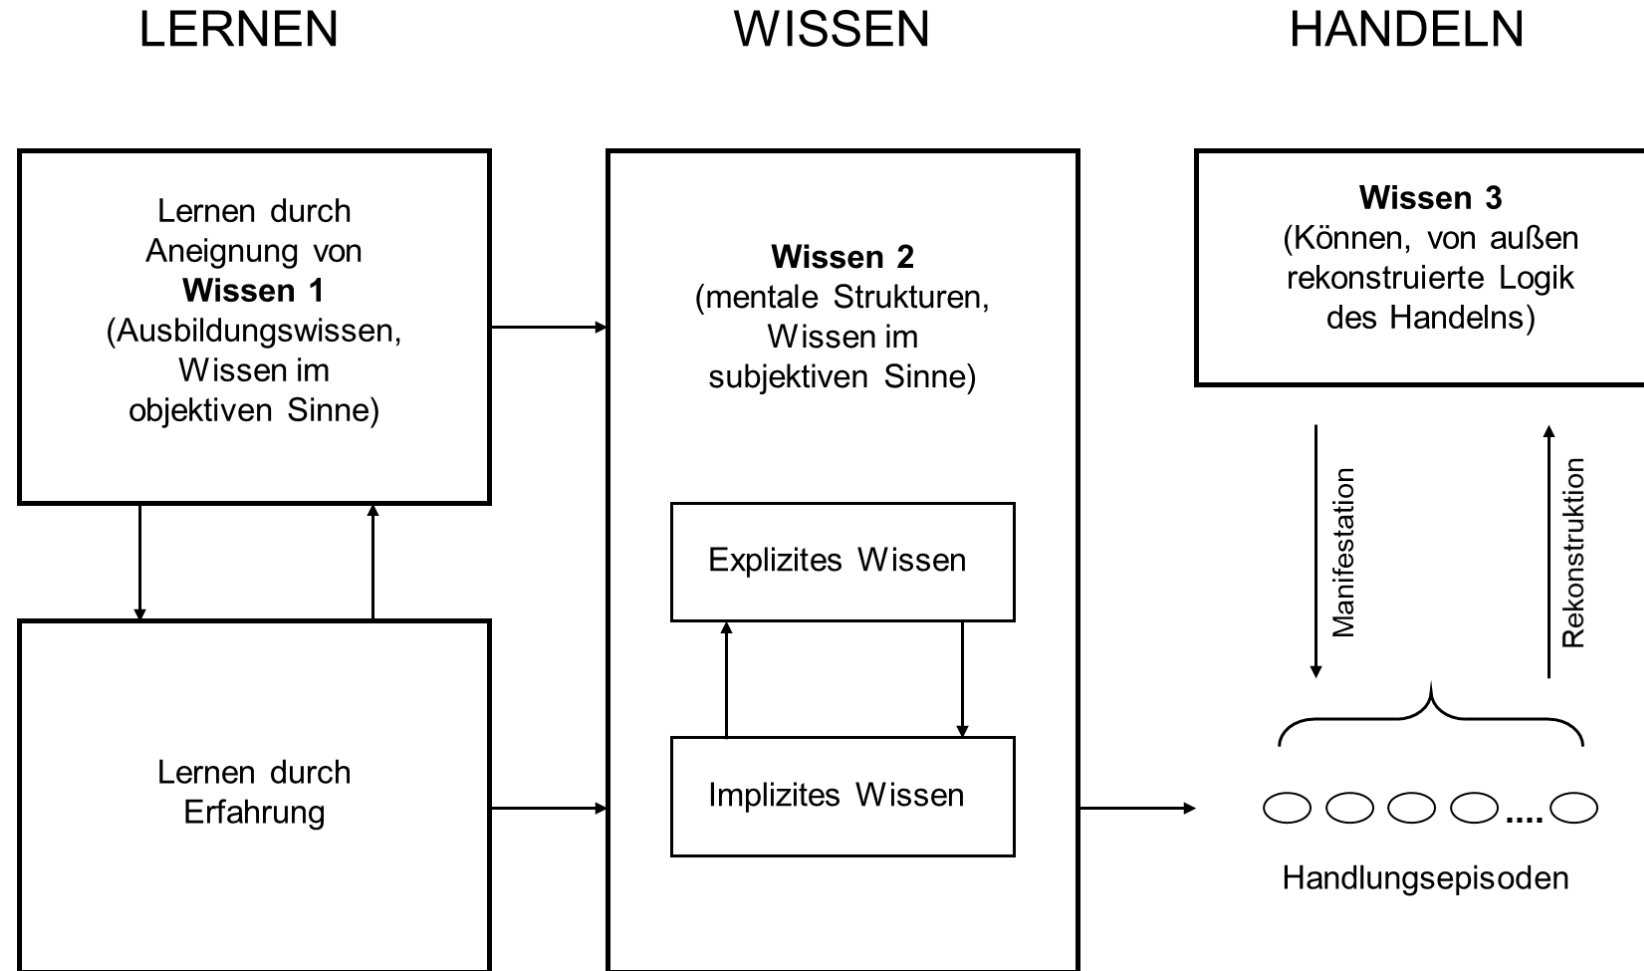 LERNEN
WISSEN
HANDELN
Lernen durch
Aneignung von
Wissen 1
(Ausbildungswissen,
Wissen im
objektiven Sinne)
Lernen durch
Erfahrung
Wissen 2
(mentale Strukturen,
Wissen im
subjektiven Sinne)
Explizites Wissen
Implizites Wissen
Wissen 3
(Können, von außen
rekonstruierte Logik
des Handelns)
Manifestation
Rekonstruktion
....
Handlungsepisoden